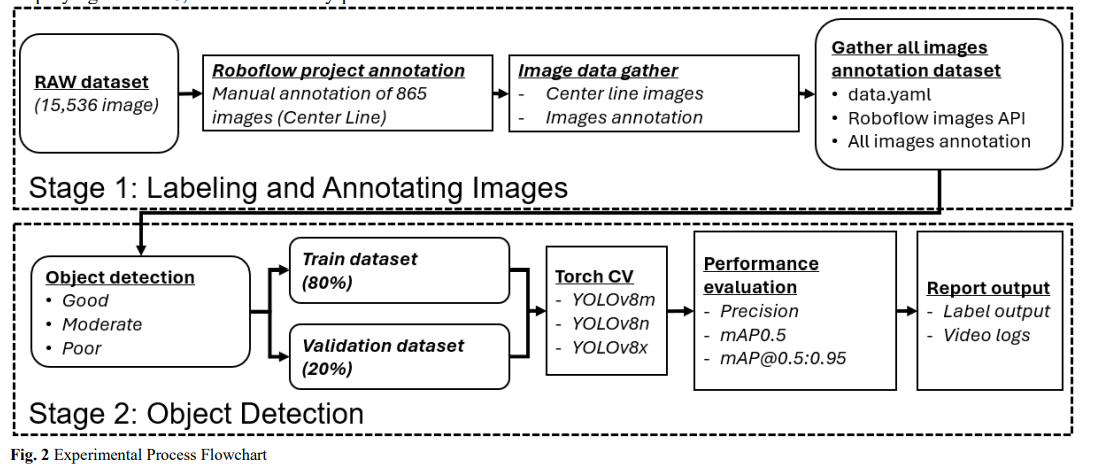 RAW dataset
(15,536 image)
Roboflow project annotation
Manual annotation of 865
images (Center Line)
Image data gather
- Center line images
- Images annotation
Gather all images
annotation dataset
• data.yaml
• Roboflow images API
• All images annotation
Stage 1: Labeling and Annotating Images
Object detection
• Good
• Moderate
• Poor
Train dataset
(80%)
Validation dataset
(20%)
Torch CV
- YOLOv8m
- YOLOv8n
- YOLOv8x
Performance
evaluation
- Precision
- mAP0.5
- mAP@0.5:0.95
Report output
- Label output
- Video logs
Stage 2: Object Detection
Fig. 2 Experimental Process Flowchart